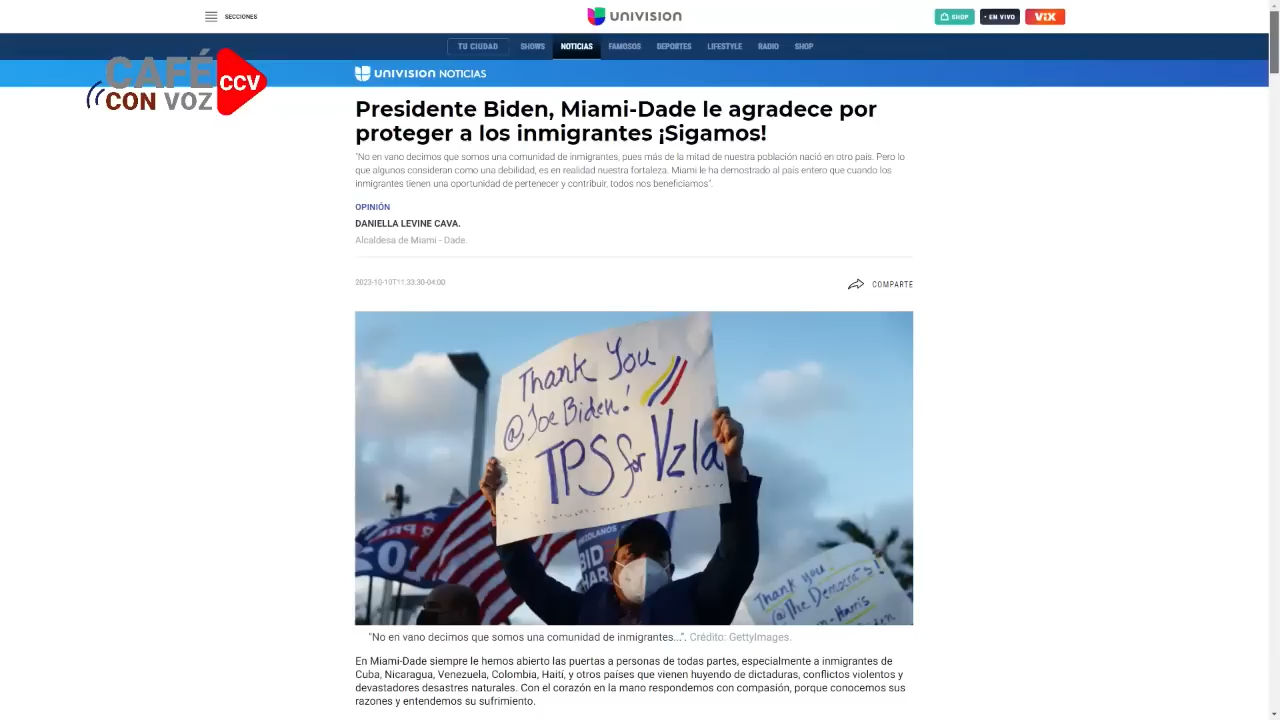 SECCIONES
UNIVISION
SHOP
EN VIVO
ViX
TU CIUDAD
SHOWS
NOTICIAS
FAMOSOS
DEPORTES
LIFESTYLE
RADIO
SHOP
CAFÉ
CON VOZ
CCV
UNIVISION NOTICIAS
Presidente Biden, Miami-Dade le agradece por
proteger a los inmigrantes ¡Sigamos!
"No en vano decimos que somos una comunidad de inmigrantes, pues más de la mitad de nuestra población nació en otro país. Pero lo
que algunos consideran como una debilidad, es en realidad nuestra fortaleza. Miami le ha demostrado al país entero que cuando los
inmigrantes tienen una oportunidad de pertenecer y contribuir, todos nos beneficiamos".
OPINIÓN
DANIELLA LEVINE CAVA.
Alcaldesa de Miami - Dade.
2023-10-10T11:33:30-04:00
COMPARTE
Thank You
@Joe Biden!
TPS for Vzla
BID
HAR
Thank you
@The Democrats!
"No en vano decimos que somos una comunidad de inmigrantes...". Crédito: GettyImages.
En Miami-Dade siempre le hemos abierto las puertas a personas de todas partes, especialmente a inmigrantes de
Cuba, Nicaragua, Venezuela, Colombia, Haití, y otros países que vienen huyendo de dictaduras, conflictos violentos y
devastadores desastres naturales. Con el corazón en la mano respondemos con compasión, porque conocemos sus
razones y entendemos su sufrimiento.